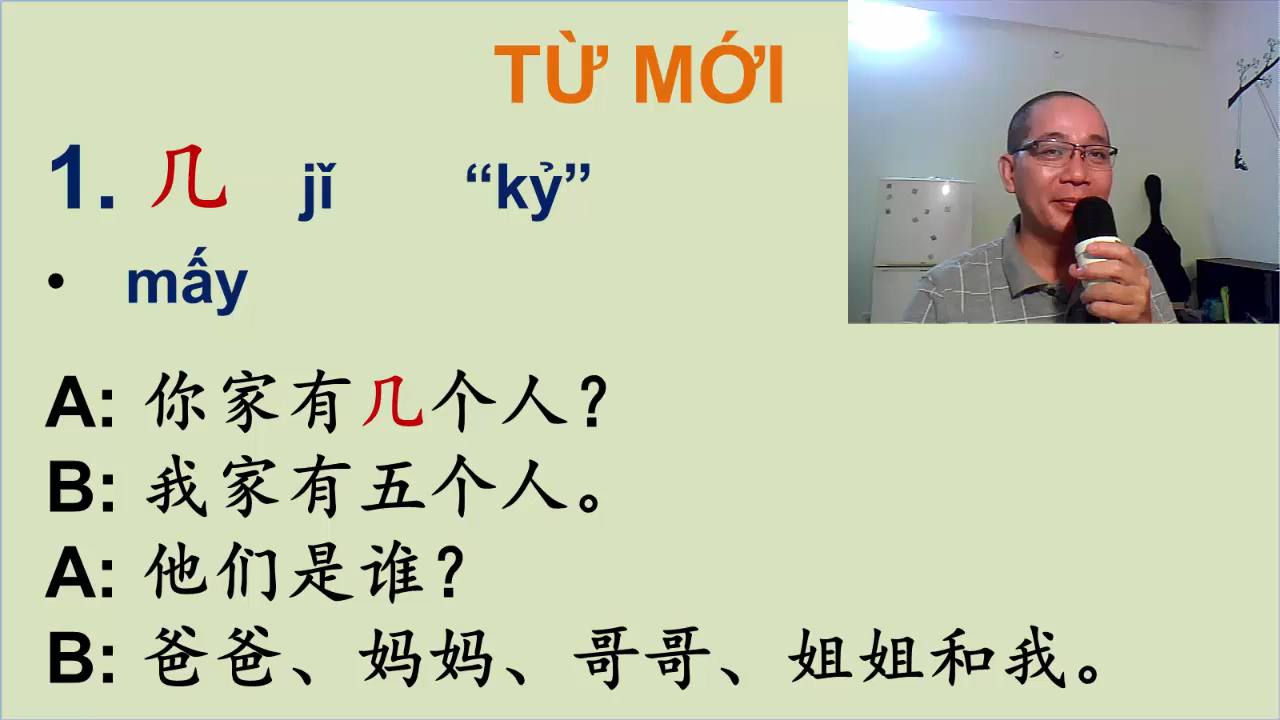 TỪ MỚI
1. 几 jǐ “kỷ”
• mấy
A: 你家有几个人？
B: 我家有五个人。
A: 他们是谁？
B: 爸爸、妈妈、哥哥、姐姐和我。